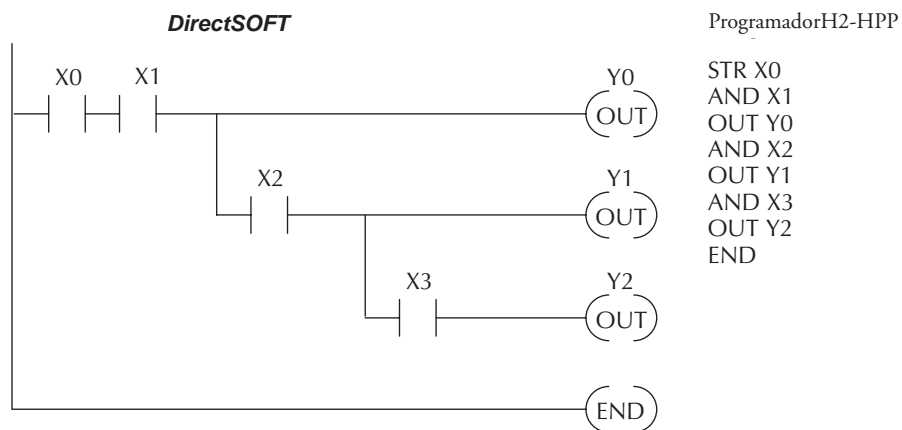 DirectSOFT
X0 X1 Y0
OUT
X2 Y1
OUT
X3 Y2
OUT
END
ProgramadorH2-HPP
STR X0
AND X1
OUT Y0
AND X2
OUT Y1
AND X3
OUT Y2
END